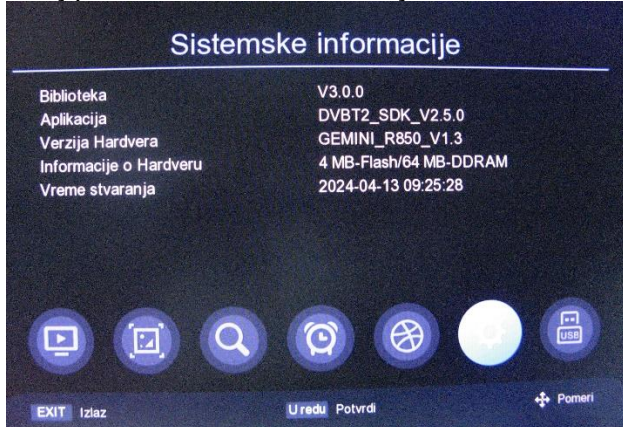 Sistemske informacije
Biblioteka V3.0.0
Aplikacija DVBT2_SDK_V2.5.0
Verzija Hardvera GEMINI_R850_V1.3
Informacije o Hardveru 4 MB-Flash/64 MB-DDRAM
Vreme stvaranja 2024-04-13 09:25:28
USB
EXIT Izlaz U redu Potvrdi Pomeri